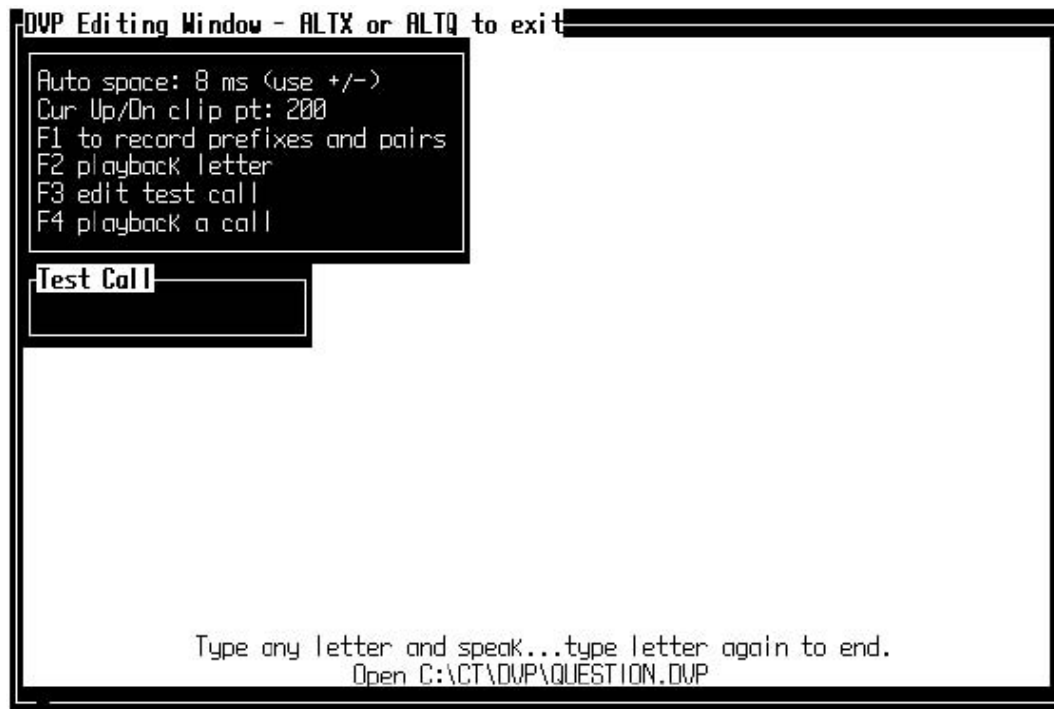 DVP Editing Window - ALTX or ALTQ to exit
Auto space: 8 ms (use +/-)
Cur Up/Dn clip pt: 200
F1 to record prefixes and pairs
F2 playback letter
F3 edit test call
F4 playback a call
Test Call
Type any letter and speak...type letter again to end.
Open C:\CT\DVP\QUESTION.DVP